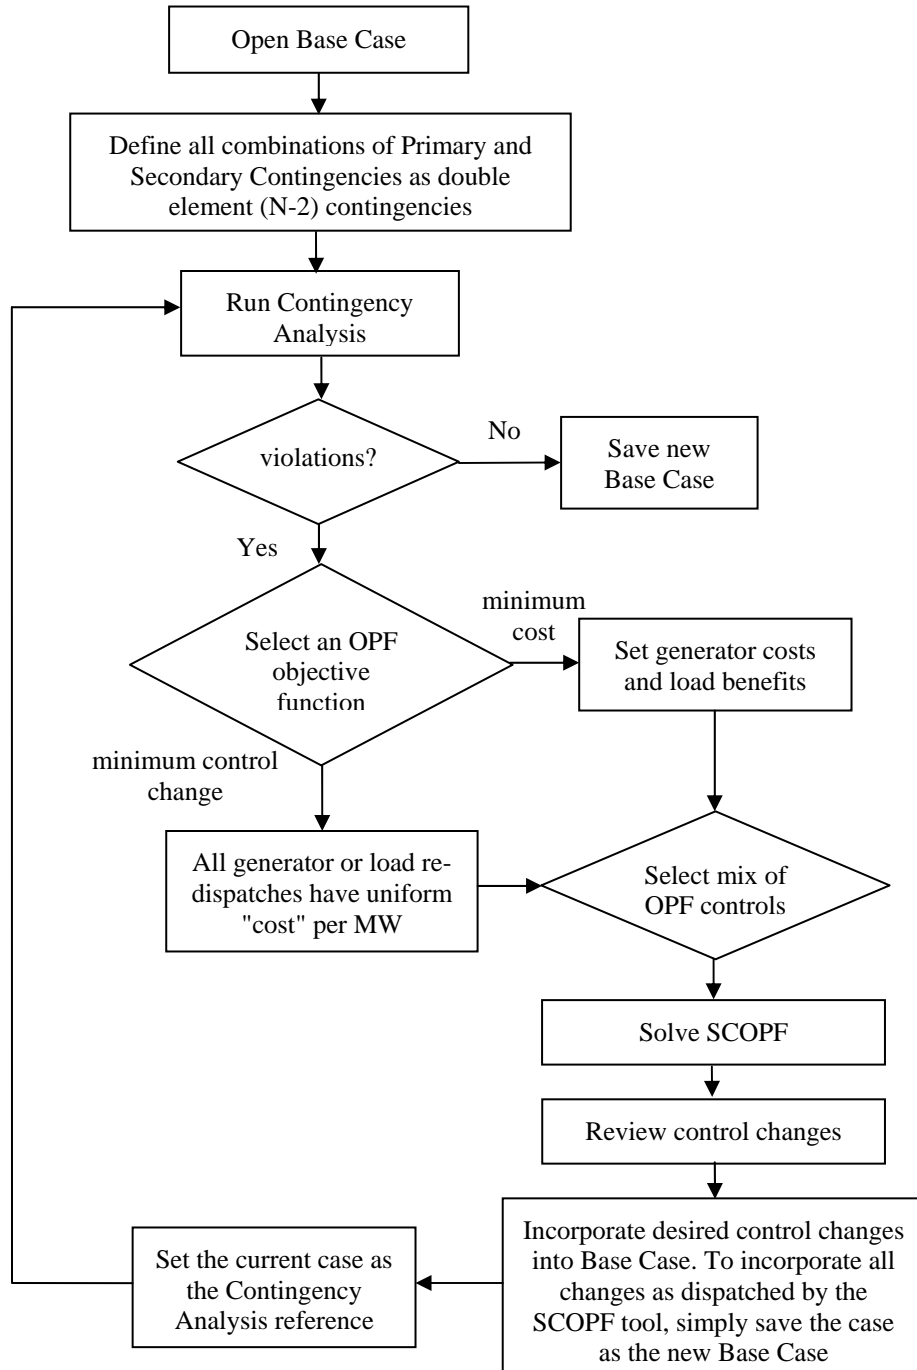 Open Base Case
Define all combinations of Primary and
Secondary Contingencies as double
element (N-2) contingencies
Run Contingency
Analysis
violations?
No
Save new
Base Case
Yes
Select an OPF
objective
function
minimum
cost
Set generator costs
and load benefits
minimum control
change
All generator or load re-
dispatches have uniform
"cost" per MW
Select mix of
OPF controls
Solve SCOPF
Review control changes
Incorporate desired control changes
into Base Case. To incorporate all
changes as dispatched by the
SCOPF tool, simply save the case
as the new Base Case
Set the current case as
the Contingency
Analysis reference